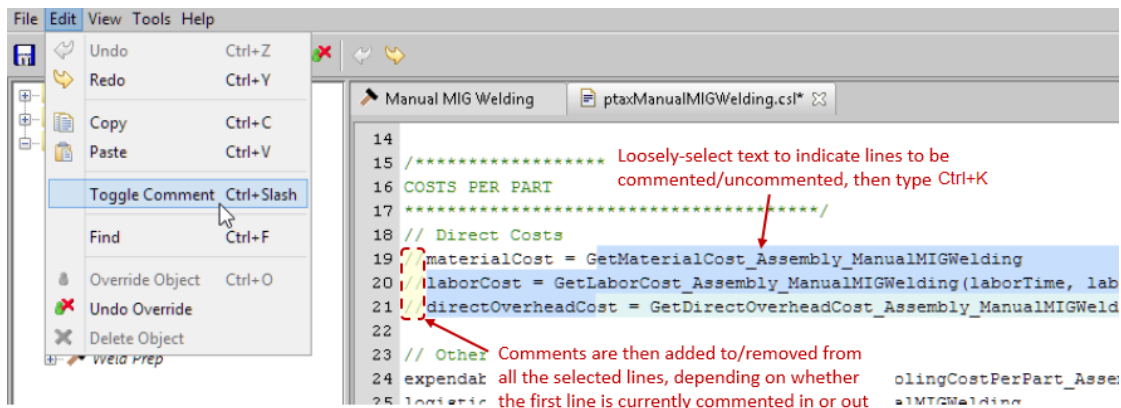 File Edit View Tools Help
Undo Ctrl+Z
Redo Ctrl+Y
Copy Ctrl+C
Paste Ctrl+V
Toggle Comment Ctrl+Slash
Find Ctrl+F
Override Object Ctrl+O
Undo Override
Delete Object
Weld Prep
Manual MIG Welding
ptaxManualMIGWelding.csl*
14
15 /******************
16 COSTS PER PART
17 ***************************************/
18 // Direct Costs
19 //materialCost = GetMaterialCost_Assembly_ManualMIGWelding
20 //laborCost = GetLaborCost_Assembly_ManualMIGWelding(laborTime, lab
21 //directOverheadCost = GetDirectOverheadCost_Assembly_ManualMIGWeld
22
23 // Other
24 expendab olingCostPerPart_Asse
25 logistic alMIGWelding
Loosely-select text to indicate lines to be
commented/uncommented, then type Ctrl+K
Comments are then added to/removed from
all the selected lines, depending on whether
the first line is currently commented in or out